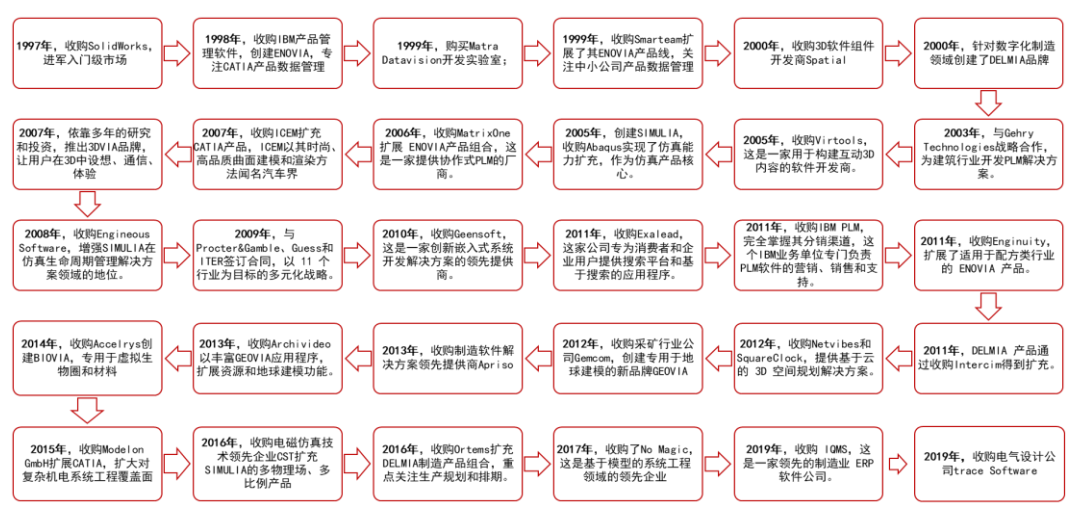 1997年，收购SolidWorks，
进军入门级市场
1998年，收购IBM产品管
理软件，创建ENOVIA，专
注CATIA产品数据管理
1999年，购买Matra
Datavision开发实验室；
1999年，收购Smarteam扩
展了其ENOVIA产品线，关
注中小公司产品数据管理
2000年，收购3D软件组件
开发商Spatial
2000年，针对数字化制造
领域创建了DELMIA品牌
2003年，与Gehry
Technologies战略合作，
为建筑行业开发PLM解决方
案。
2005年，收购Virtools，
这是一家用于构建互动3D
内容的软件开发商。
2005年，创建SIMULIA，
收购Abaqus实现了仿真能
力扩充，作为仿真产品核
心。
2006年，收购MatrixOne
扩展 ENOVIA产品组合，这
是一家提供协作式PLM的厂
商。
2007年，收购ICEM扩充
CATIA产品，ICEM以其时尚、
高品质曲面建模和渲染方
法闻名汽车界
2007年，依靠多年的研究
和投资，推出3DVIA品牌，
让用户在3D中设想、通信、
体验
2008年，收购Engineous
Software，增强SIMULIA在
仿真生命周期管理解决方
案领域的地位。
2009年，与
Procter&Gamble、Guess和
ITER签订合同，以 11 个
行业为目标的多元化战略。
2010年，收购Geensoft，
这是一家创新嵌入式系统
开发解决方案的领先提供
商。
2011年，收购Exalead，
这家公司专为消费者和企
业用户提供搜索平台和基
于搜索的应用程序。
2011年，收购IBM PLM，
完全掌握其分销渠道，这
个IBM业务单位专门负责
PLM软件的营销、销售和支
持。
2011年，收购Enginuity，
扩展了适用于配方类行业
的 ENOVIA 产品。
2011年，DELMIA 产品通
过收购Intercim得到扩充。
2012年，收购Netvibes和
SquareClock，提供基于云
的 3D 空间规划解决方案。
2012年，收购采矿行业公
司Gemcom，创建专用于地
球建模的新品牌GEOVIA
2013年，收购制造软件解
决方案领先提供商Apriso
2013年，收购Archivideo
以丰富GEOVIA应用程序，
扩展资源和地球建模功能。
2014年，收购Accelrys创
建BIOVIA，专用于虚拟生
物圈和材料
2015年，收购Modelon
GmbH扩展CATIA，扩大对
复杂机电系统工程覆盖面
2016年，收购电磁仿真技
术领先企业CST扩充
SIMULIA的多物理场、多
比例产品
2016年，收购Ortems扩充
DELMIA制造产品组合，重
点关注生产规划和排期。
2017年，收购了No Magic，
这是基于模型的系统工程
领域的领先企业
2019年，收购 IQMS，这
是一家领先的制造业 ERP
软件公司。
2019年，收购电气设计公
司trace Software